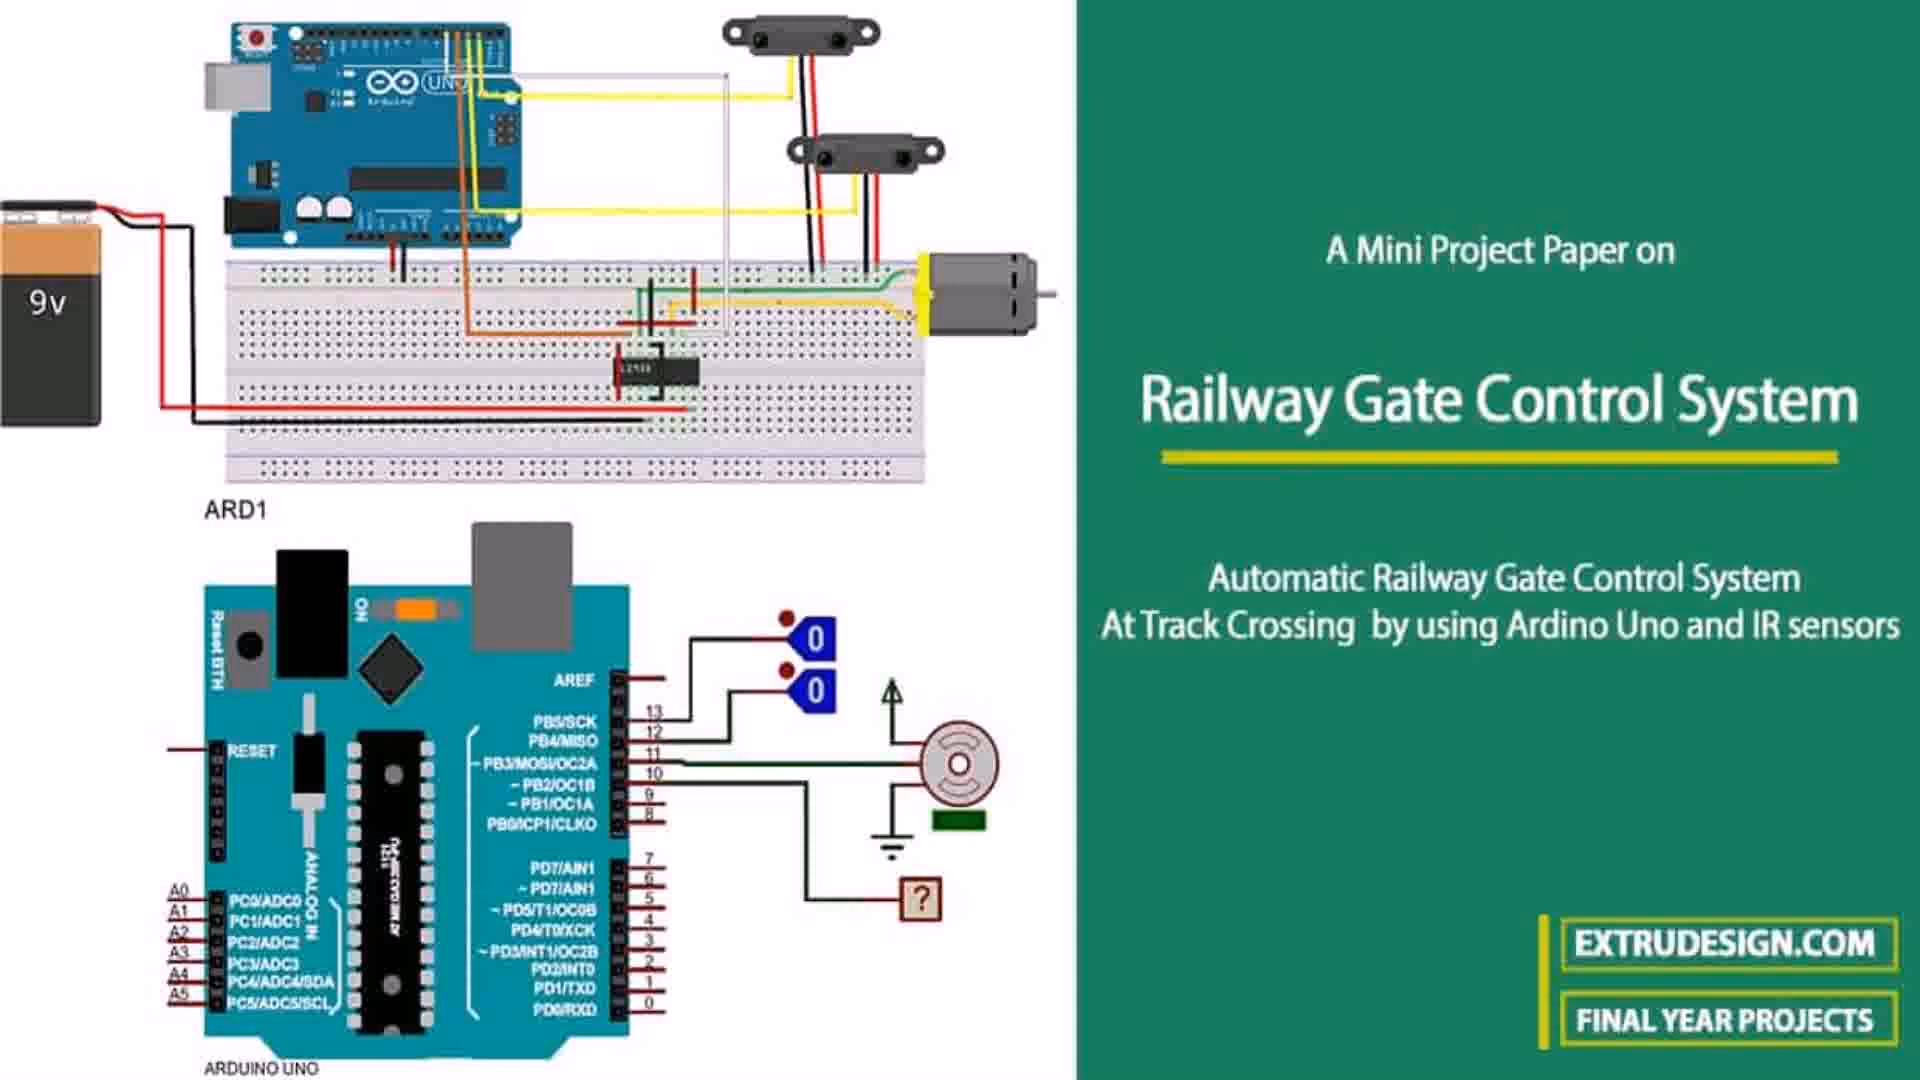 UNO
Arduino
9v
L293D
ARD1
Reset BTN
ON
AREF
PB5/SCK
13
PB4/MISO
12
~PB3/MOSI/OC2A
11
~ PB2/OC1B
10
~ PB1/OC1A
9
PB0/ICP1/CLKO
8
RESET
ANALOG IN
PD7/AIN1
7
~ PD7/AIN1
6
~ PD5/T1/OC0B
5
PD4/T0/XCK
4
~ PD3/INT1/OC2B
3
PD2/INT0
2
PD1/TXD
1
PD0/RXD
0
A0
PC0/ADC0
A1
PC1/ADC1
A2
PC2/ADC2
A3
PC3/ADC3
A4
PC4/ADC4/SDA
A5
PC5/ADC5/SCL
0
0
?
ARDUINO UNO
A Mini Project Paper on
Railway Gate Control System
Automatic Railway Gate Control System
At Track Crossing by using Ardino Uno and IR sensors
EXTRUDESIGN.COM
FINAL YEAR PROJECTS